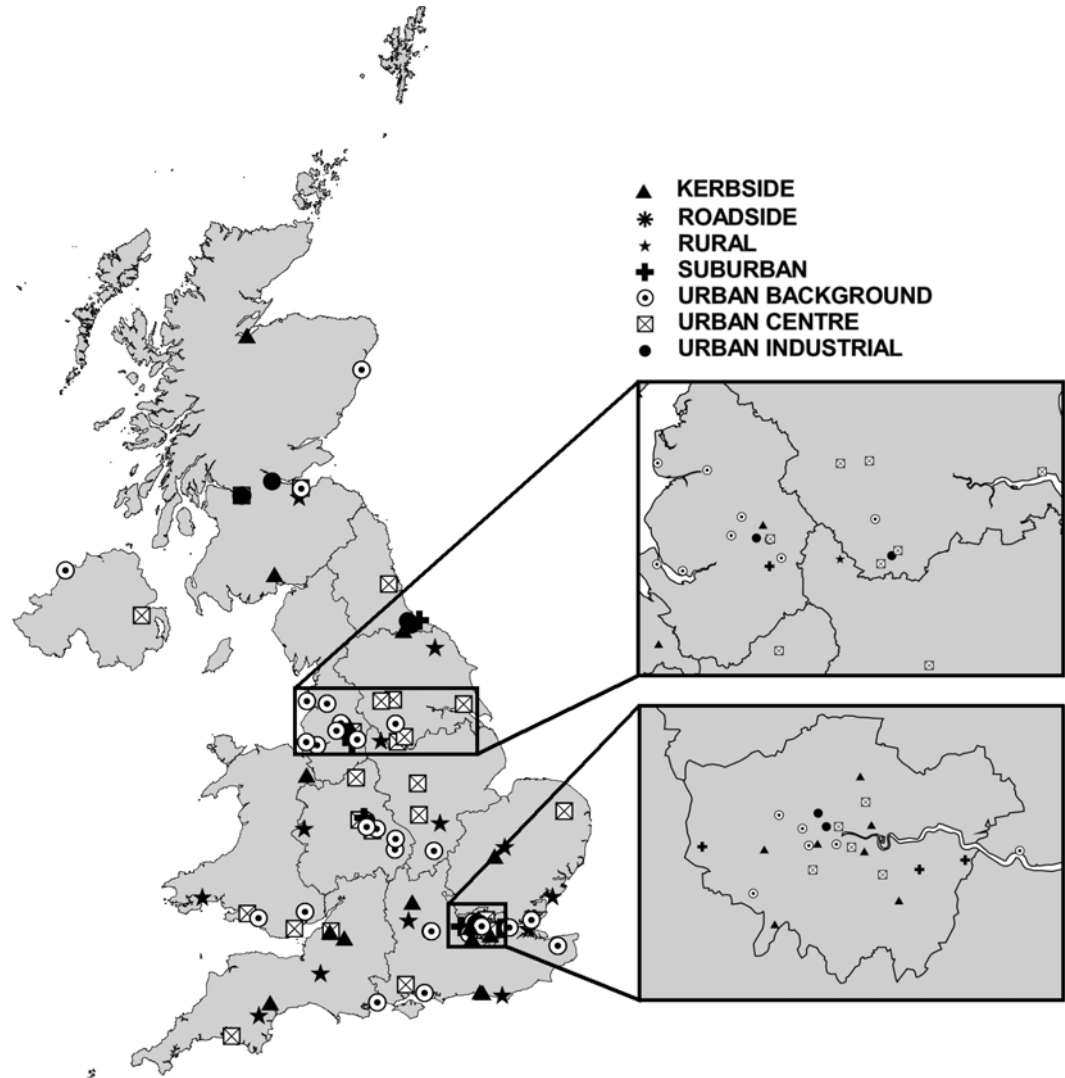 KERBSIDE
ROADSIDE
RURAL
SUBURBAN
URBAN BACKGROUND
URBAN CENTRE
URBAN INDUSTRIAL